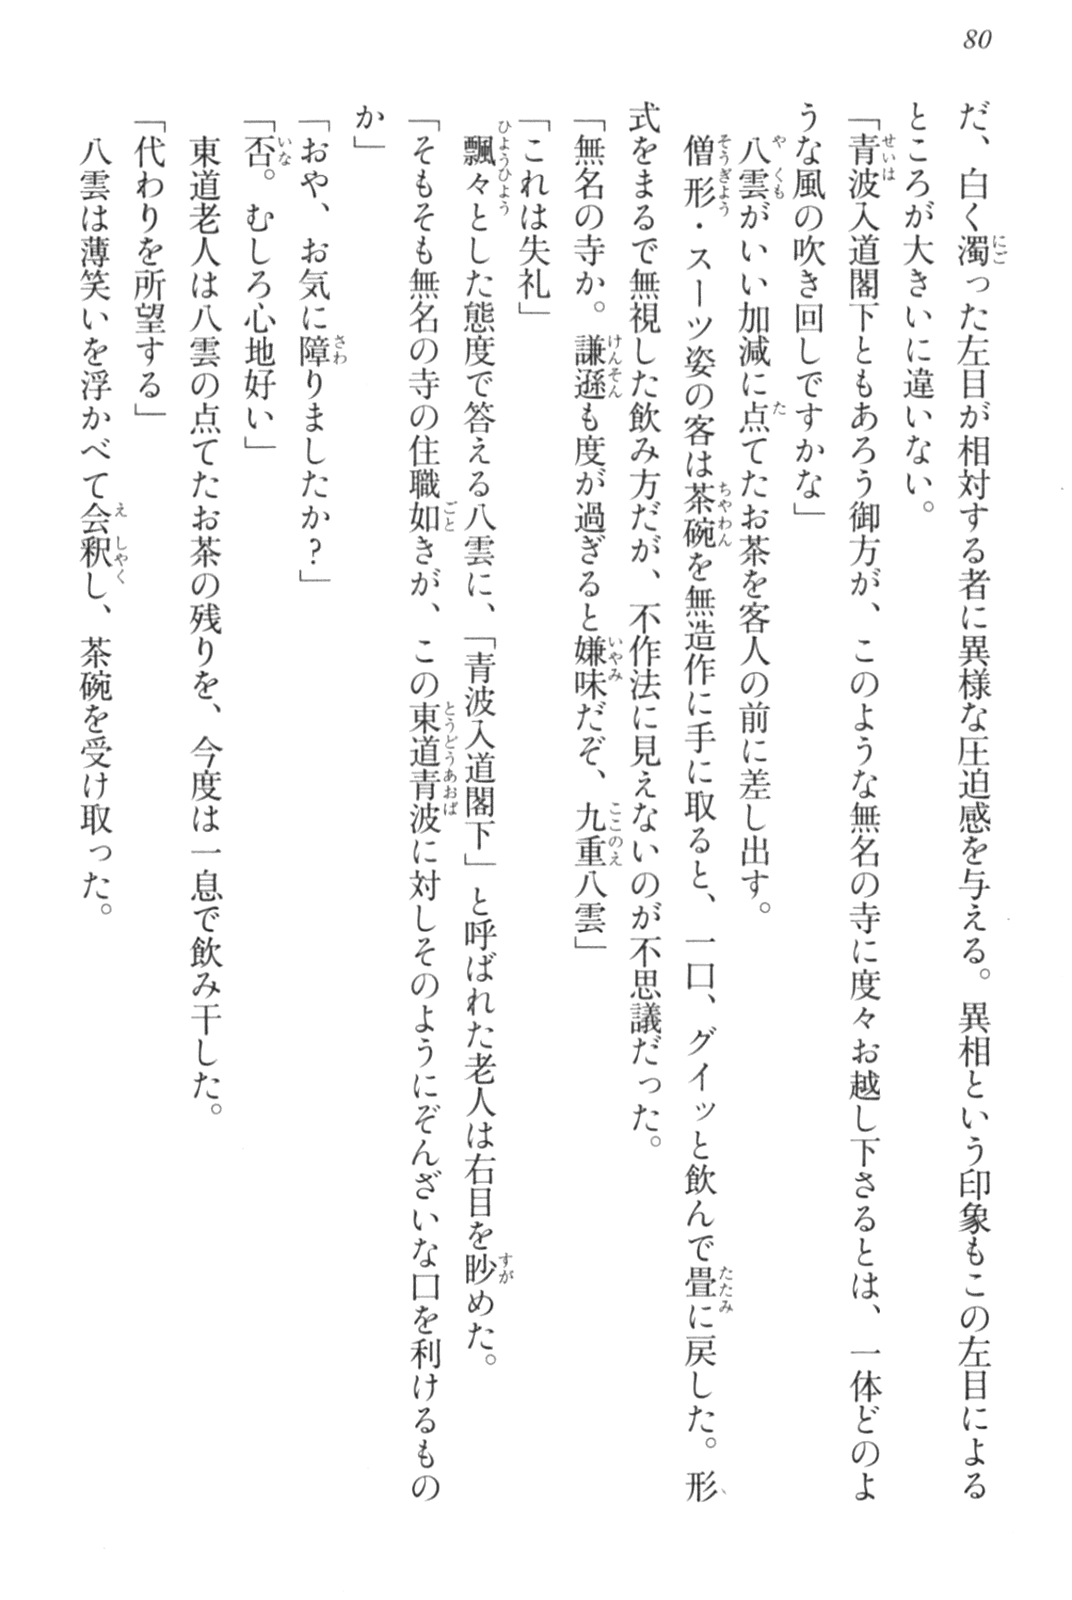 80
だ、白く濁った左目が相対する者に異様な圧迫感を与える。異相という印象もこの左目による
ところが大きいに違いない。
「青波入道閣下ともあろう御方が、このような無名の寺に度々お越し下さるとは、一体どのよ
うな風の吹き回しですかな」
八雲がいい加減に点てたお茶を客人の前に差し出す。
僧形・スーツ姿の客は茶碗を無造作に手に取ると、一口、グイッと飲んで畳に戻した。形
式をまるで無視した飲み方だが、不作法に見えないのが不思議だった。
「無名の寺か。謙遜も度が過ぎると嫌味だぞ、九重八雲」
「これは失礼」
飄々とした態度で答える八雲に、「青波入道閣下」と呼ばれた老人は右目を眇めた。
「そもそも無名の寺の住職如きが、この東道青波に対しそのようにぞんざいな口を利けるもの
か」
「おや、お気に障りましたか？」
「否。むしろ心地好い」
東道老人は八雲の点てたお茶の残りを、今度は一息で飲み干した。
「代わりを所望する」
八雲は薄笑いを浮かべて会釈し、茶碗を受け取った。